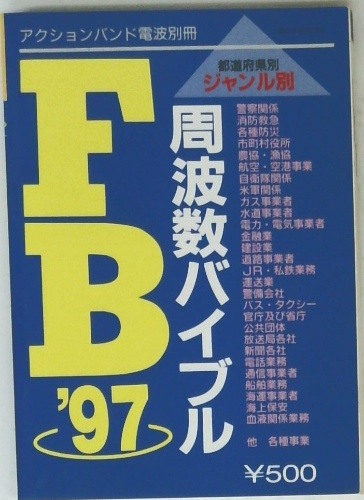 アクションバンド電波別冊
都道府県別
ジャンル別
FB
'97
周波数バイブル
警察関係
消防救急
各種防災
市町村役所
農協・漁協
航空・空港事業
自衛隊関係
米軍関係
ガス事業者
水道事業者
電力・電気事業者
金融業
建設業
道路事業者
JR・私鉄業務
運送業
警備会社
バス・タクシー
官庁及び省庁
公共団体
放送局各社
新聞各社
電話業務
通信事業者
船舶業務
海運事業者
海上保安
血液関係業務
他 各種事業
¥500